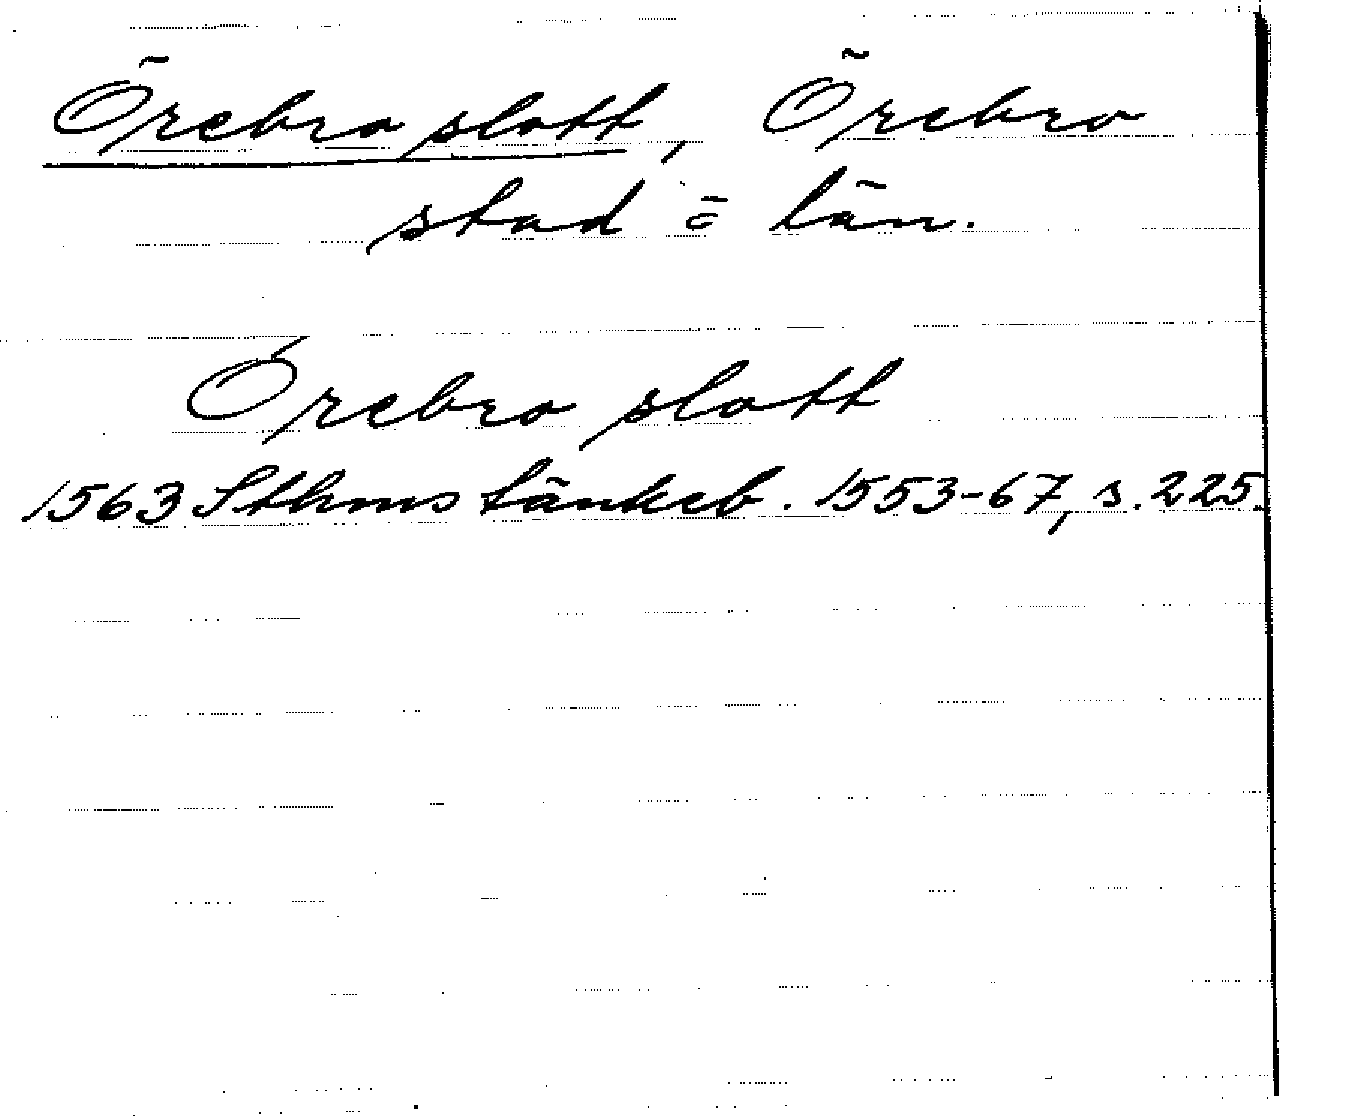 Örebro slott, Örebro
stad o län.
Örebro slott
1563 Sthms tänkeb. 1553-67, s. 225.